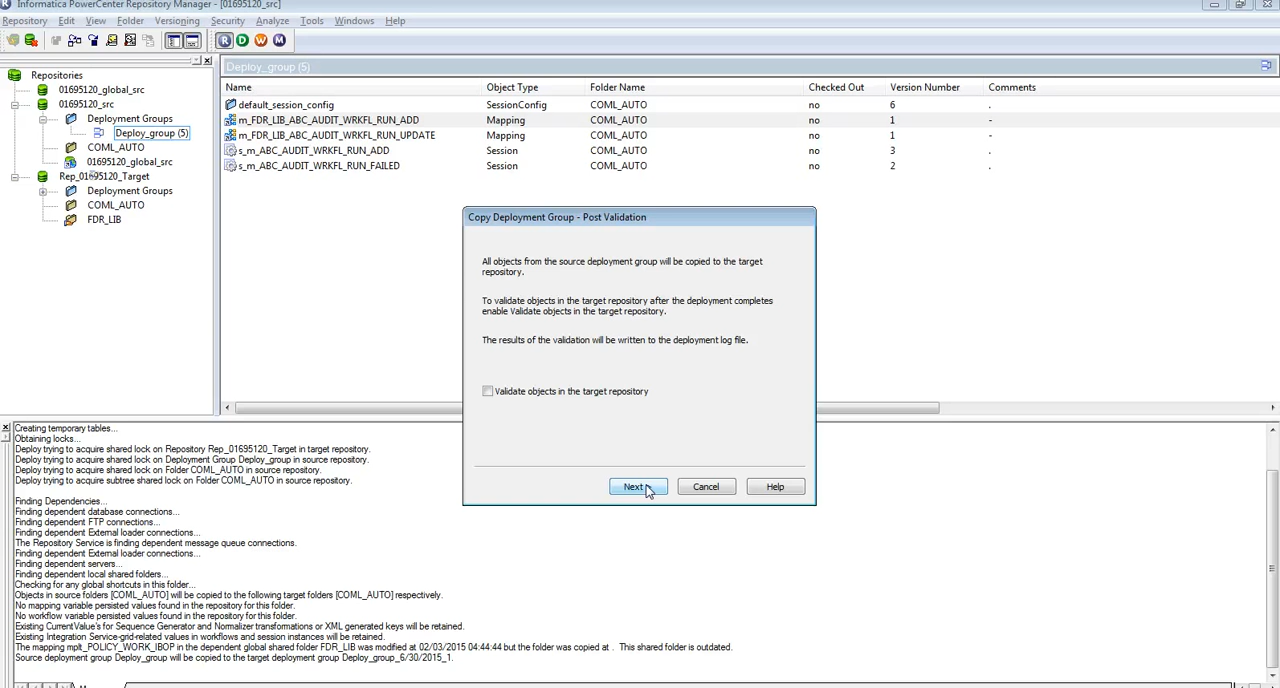 Informatica PowerCenter Repository Manager - [01695120_src]
Repository Edit View Folder Versioning Security Analyze Tools Windows Help
R D W M
Repositories
01695120_global_src
01695120_src
Deployment Groups
Deploy_group (5)
COML_AUTO
01695120_global_src
Rep_01695120_Target
Deployment Groups
COML_AUTO
FDR_LIB
Deploy_group (5)
Name Object Type Folder Name Checked Out Version Number Comments
default_session_config SessionConfig COML_AUTO no 6 .
m_FDR_LIB_ABC_AUDIT_WRKFL_RUN_ADD Mapping COML_AUTO no 1 -
m_FDR_LIB_ABC_AUDIT_WRKFL_RUN_UPDATE Mapping COML_AUTO no 1 -
s_m_ABC_AUDIT_WRKFL_RUN_ADD Session COML_AUTO no 3 .
s_m_ABC_AUDIT_WRKFL_RUN_FAILED Session COML_AUTO no 2 .
Copy Deployment Group - Post Validation
All objects from the source deployment group will be copied to the target
repository.
To validate objects in the target repository after the deployment completes
enable Validate objects in the target repository.
The results of the validation will be written to the deployment log file.
Validate objects in the target repository
Next Cancel Help
Creating temporary tables...
Obtaining locks...
Deploy trying to acquire shared lock on Repository Rep_01695120_Target in target repository.
Deploy trying to acquire shared lock on Deployment Group Deploy_group in source repository.
Deploy trying to acquire shared lock on Folder COML_AUTO in source repository.
Deploy trying to acquire subtree shared lock on Folder COML_AUTO in source repository.
Finding Dependencies...
Finding dependent database connections...
Finding dependent FTP connections...
Finding dependent External loader connections...
The Repository Service is finding dependent message queue connections.
Finding dependent External loader connections...
Finding dependent servers...
Finding dependent local shared folders...
Checking for any global shortcuts in this folder...
Objects in source folders [COML_AUTO] will be copied to the following target folders [COML_AUTO] respectively.
No mapping variable persisted values found in the repository for this folder.
No workflow variable persisted values found in the repository for this folder.
Existing CurrentValue's for Sequence Generator and Normalizer transformations or XML generated keys will be retained.
Existing Integration Service-grid-related values in workflows and session instances will be retained.
The mapping mplt_POLICY_WORK_IBOP in the dependent global shared folder FDR_LIB was modified at 02/03/2015 04:44:44 but the folder was copied at . This shared folder is outdated.
Source deployment group Deploy_group will be copied to the target deployment group Deploy_group_6/30/2015_1.